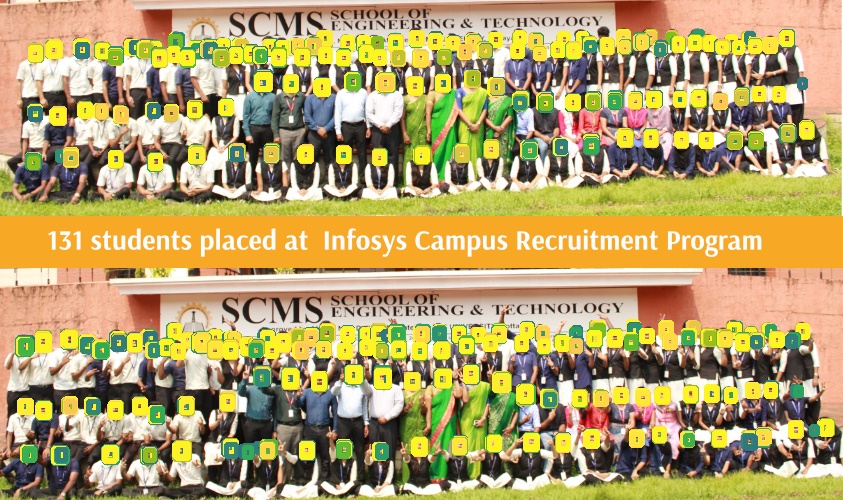 SCMS SCHOOL OF
ENGINEERING & TECHNOLOGY
131 students placed at Infosys Campus Recruitment Program
SCMS SCHOOL OF
ENGINEERING & TECHNOLOGY